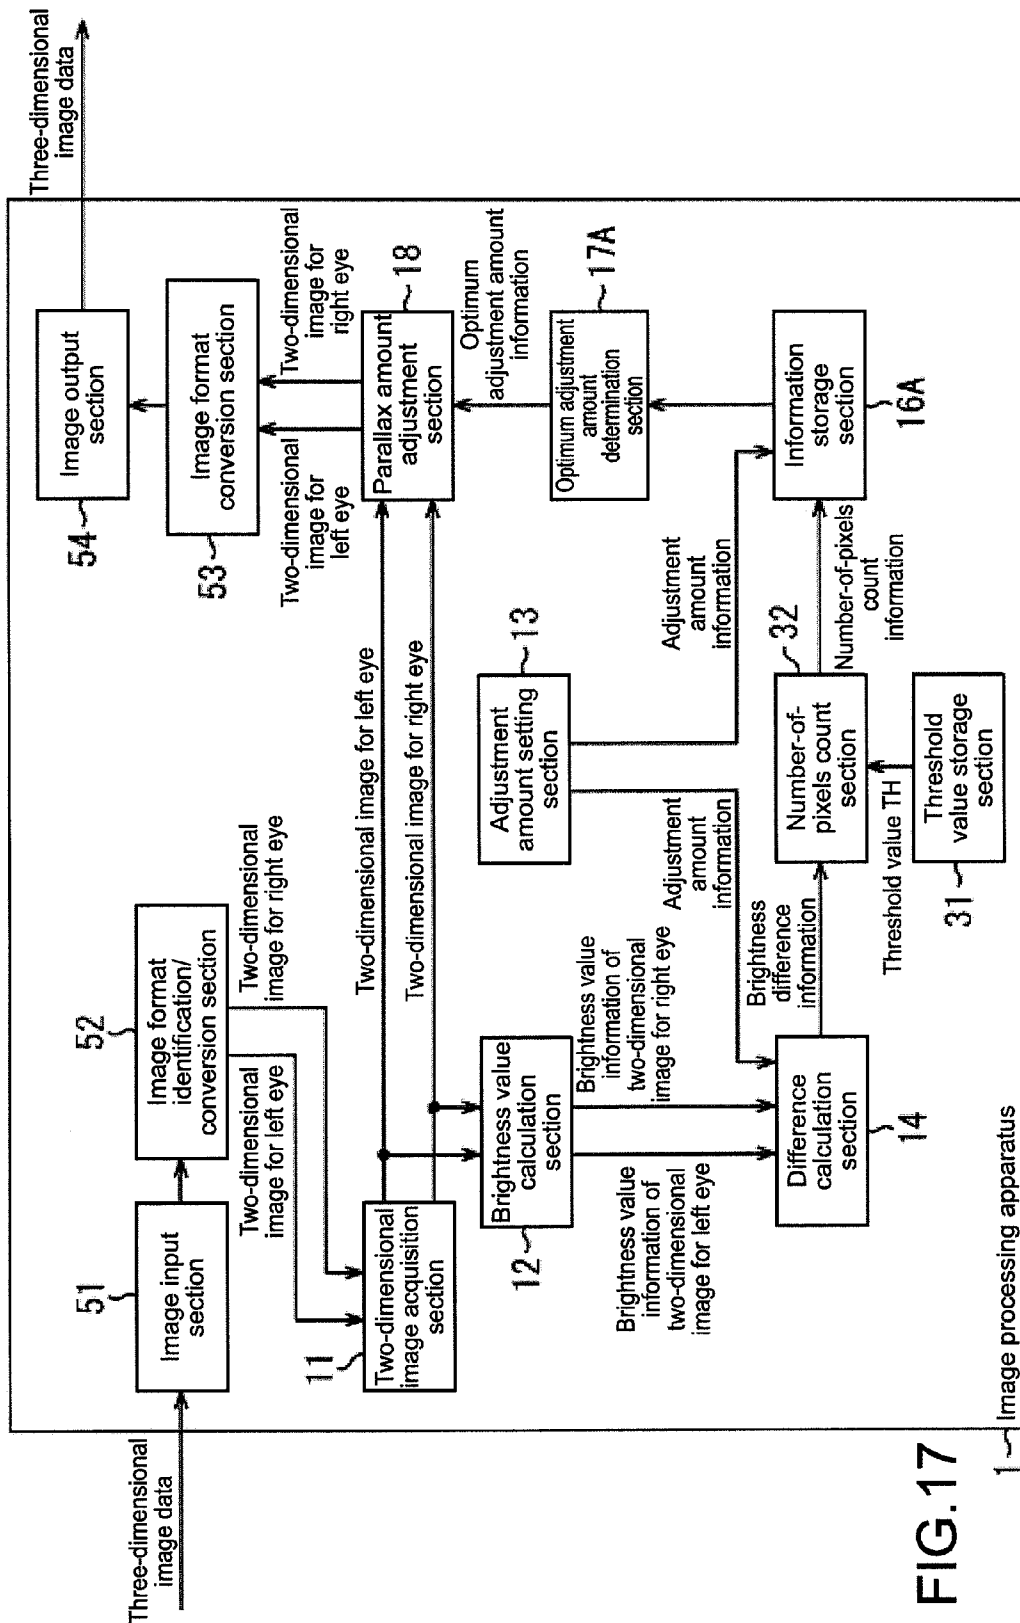 Three-dimensional
image data
51
Image input
section
52
Image format
identification/
conversion section
Two-dimensional
image for left eye
Two-dimensional
image for right eye
11
Two-dimensional
image acquisition
section
Two-dimensional image for left eye
Two-dimensional image for right eye
12
Brightness value
calculation
section
Brightness value
information of
two-dimensional
image for left eye
Brightness value
information of
two-dimensional
image for right eye
13
Adjustment
amount setting
section
Adjustment
amount
information
Adjustment
amount
information
Difference
calculation
section
14
Brightness
difference
information
32
Number-of-
pixels count
section
Threshold value TH
31
Threshold
value storage
section
Number-of-pixels
count
information
Information
storage
section
16A
Optimum adjustment
amount
determination
section
17A
Optimum
adjustment amount
information
Parallax amount
adjustment
section
18
Two-dimensional
image for
left eye
Two-dimensional
image for
right eye
53
Image format
conversion section
54
Image output
section
Three-dimensional
image data
1 Image processing apparatus
FIG.17